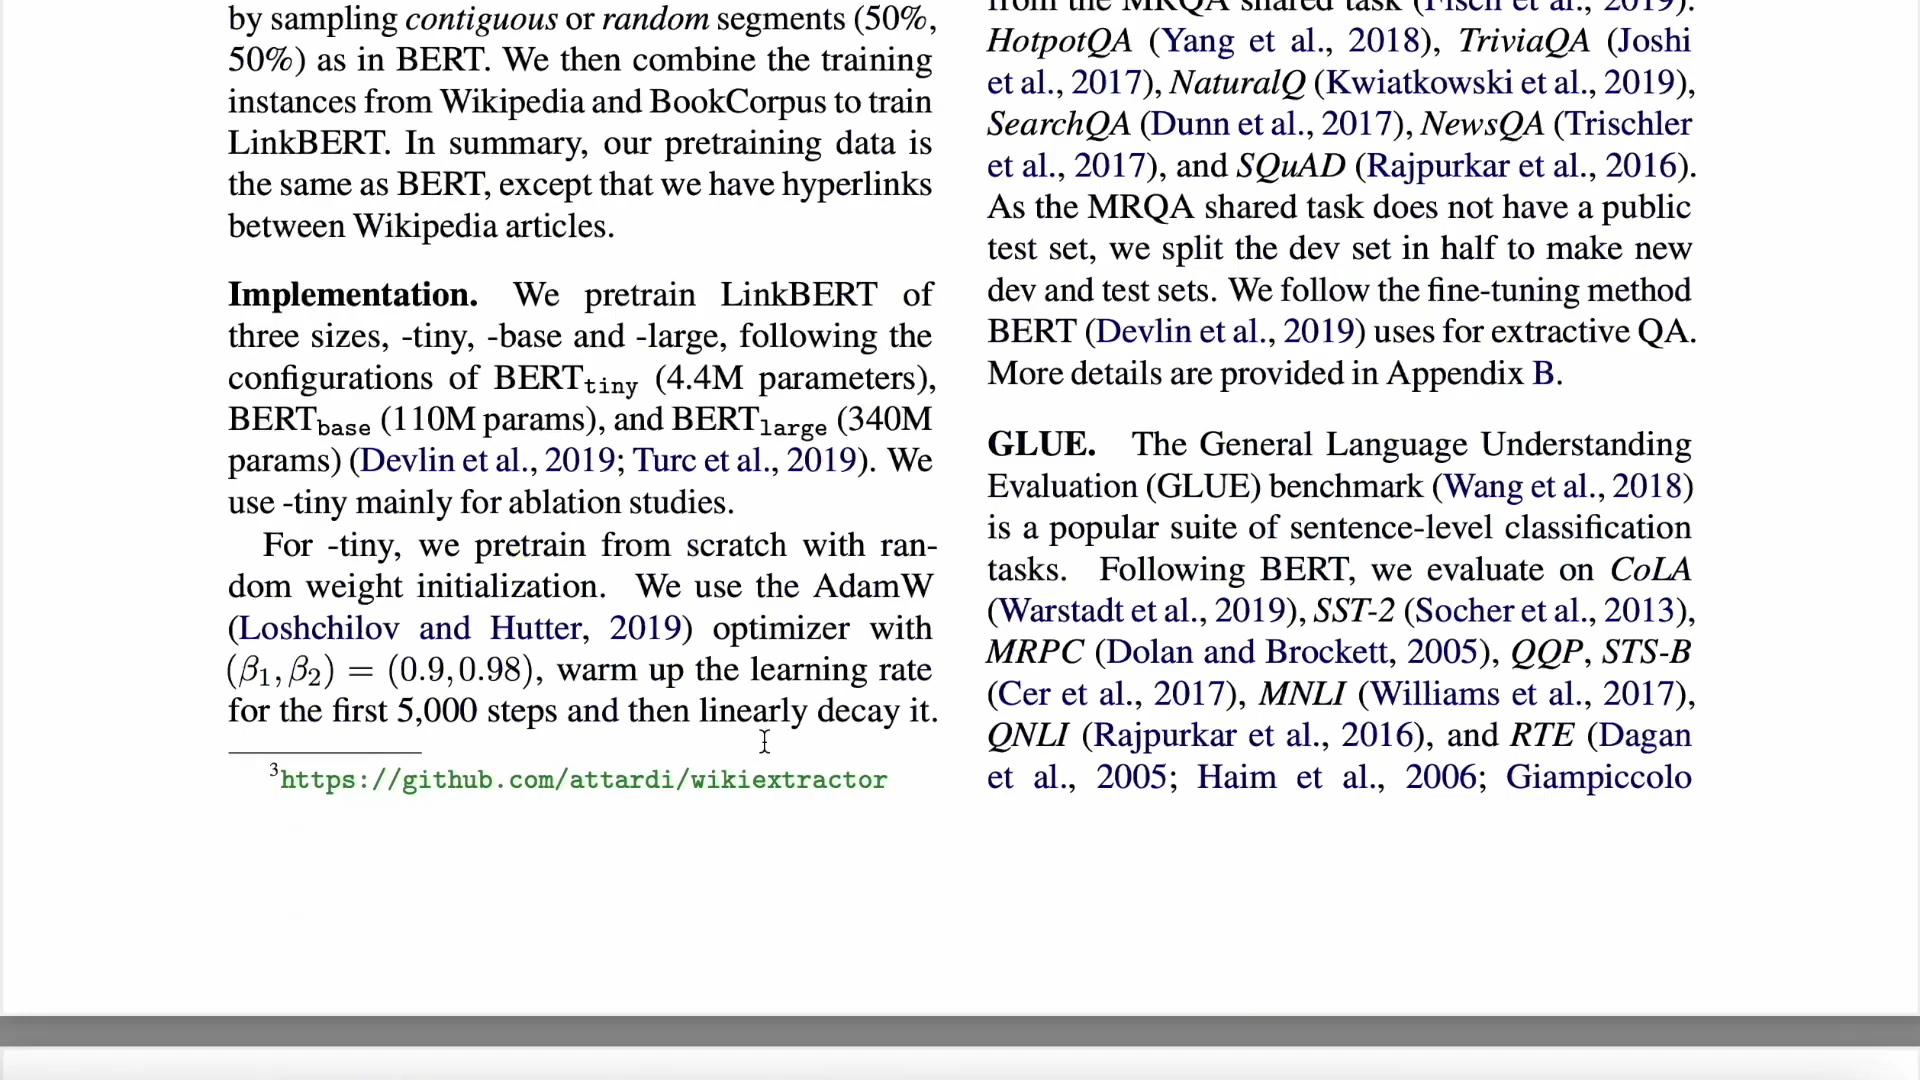 by sampling contiguous or random segments (50%,
50%) as in BERT. We then combine the training
instances from Wikipedia and BookCorpus to train
LinkBERT. In summary, our pretraining data is
the same as BERT, except that we have hyperlinks
between Wikipedia articles.
Implementation. We pretrain LinkBERT of
three sizes, -tiny, -base and -large, following the
configurations of BERTtiny (4.4M parameters),
BERTbase (110M params), and BERTlarge (340M
params) (Devlin et al., 2019; Turc et al., 2019). We
use -tiny mainly for ablation studies.
For -tiny, we pretrain from scratch with ran-
dom weight initialization. We use the AdamW
(Loshchilov and Hutter, 2019) optimizer with
(β1, β2) = (0.9, 0.98), warm up the learning rate
for the first 5,000 steps and then linearly decay it.
3https://github.com/attardi/wikiextractor
from the MRQA shared task (Fisch et al., 2019).
HotpotQA (Yang et al., 2018), TriviaQA (Joshi
et al., 2017), NaturalQ (Kwiatkowski et al., 2019),
SearchQA (Dunn et al., 2017), NewsQA (Trischler
et al., 2017), and SQuAD (Rajpurkar et al., 2016).
As the MRQA shared task does not have a public
test set, we split the dev set in half to make new
dev and test sets. We follow the fine-tuning method
BERT (Devlin et al., 2019) uses for extractive QA.
More details are provided in Appendix B.
GLUE. The General Language Understanding
Evaluation (GLUE) benchmark (Wang et al., 2018)
is a popular suite of sentence-level classification
tasks. Following BERT, we evaluate on CoLA
(Warstadt et al., 2019), SST-2 (Socher et al., 2013),
MRPC (Dolan and Brockett, 2005), QQP, STS-B
(Cer et al., 2017), MNLI (Williams et al., 2017),
QNLI (Rajpurkar et al., 2016), and RTE (Dagan
et al., 2005; Haim et al., 2006; Giampiccolo